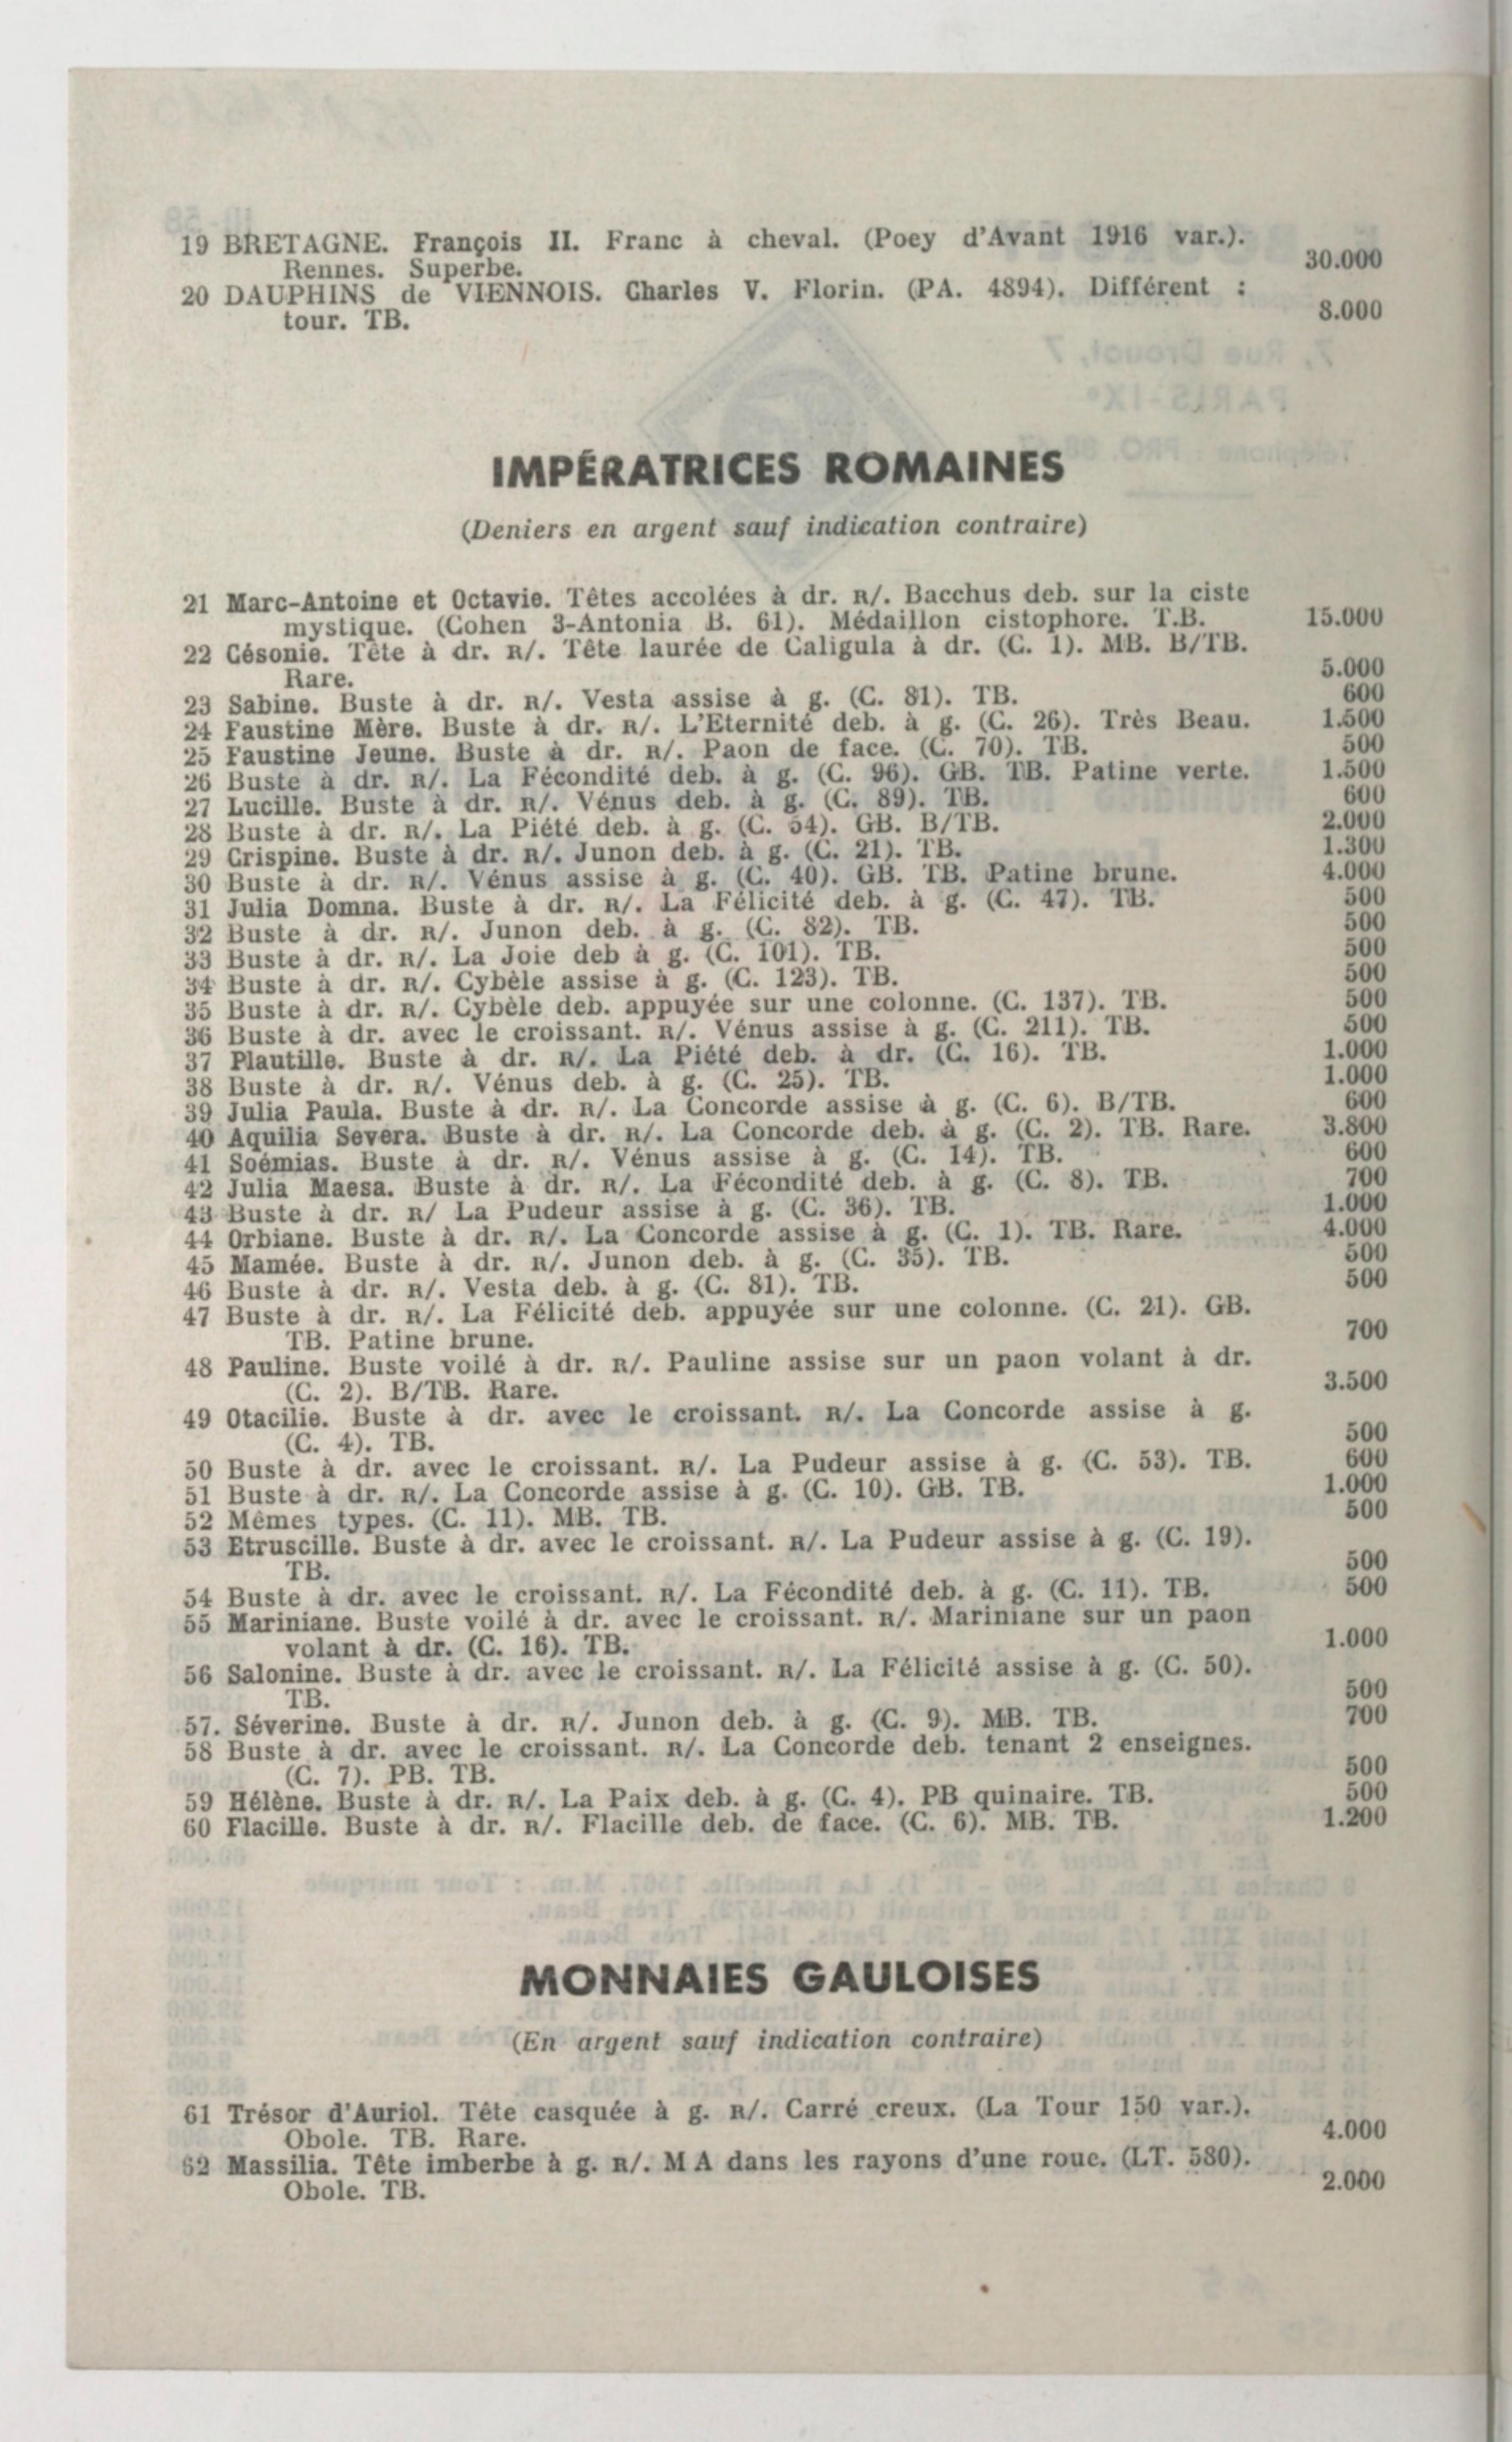 19 BRETAGNE. François II. Franc à cheval. (Poey d'Avant 1916 var.).
Rennes. Superbe. 30.000
20 DAUPHINS de VIENNOIS. Charles V. Florin. (PA. 4894). Différent :
tour. TB. 8.000
IMPÉRATRICES ROMAINES
(Deniers en argent sauf indication contraire)
21 Marc-Antoine et Octavie. Têtes accolées à dr. R/. Bacchus deb. sur la ciste
mystique. (Cohen 3-Antonia B. 61). Médaillon cistophore. T.B. 15.000
22 Césonie. Tête à dr. R/. Tête laurée de Caligula à dr. (C. 1). MB. B/TB.
Rare. 5.000
23 Sabine. Buste à dr. R/. Vesta assise à g. (C. 81). TB. 600
24 Faustine Mère. Buste à dr. R/. L'Eternité deb. à g. (C. 26). Très Beau. 1.500
25 Faustine Jeune. Buste à dr. R/. Paon de face. (C. 70). TB. 500
26 Buste à dr. R/. La Fécondité deb. à g. (C. 96). GB. TB. Patine verte. 1.500
27 Lucille. Buste à dr. R/. Vénus deb. à g. (C. 89). TB. 600
28 Buste à dr. R/. La Piété deb. à g. (C. 54). GB. B/TB. 2.000
29 Crispine. Buste à dr. R/. Junon deb. à g. (C. 21). TB. 1.300
30 Buste à dr. R/. Vénus assise à g. (C. 40). GB. TB. Patine brune. 4.000
31 Julia Domna. Buste à dr. R/. La Félicité deb. à g. (C. 47). TB. 500
32 Buste à dr. R/. Junon deb. à g. (C. 82). TB. 500
33 Buste à dr. R/. La Joie deb à g. (C. 101). TB. 500
34 Buste à dr. R/. Cybèle assise à g. (C. 123). TB. 500
35 Buste à dr. R/. Cybèle deb. appuyée sur une colonne. (C. 137). TB. 500
36 Buste à dr. avec le croissant. R/. Vénus assise à g. (C. 211). TB. 500
37 Plautille. Buste à dr. R/. La Piété deb. à dr. (C. 16). TB. 1.000
38 Buste à dr. R/. Vénus deb. à g. (C. 25). TB. 1.000
39 Julia Paula. Buste à dr. R/. La Concorde assise à g. (C. 6). B/TB. 600
40 Aquilia Severa. Buste à dr. R/. La Concorde deb. à g. (C. 2). TB. Rare. 3.800
41 Soémias. Buste à dr. R/. Vénus assise à g. (C. 14). TB. 600
42 Julia Maesa. Buste à dr. R/. La Fécondité deb. à g. (C. 8). TB. 700
43 Buste à dr. R/ La Pudeur assise à g. (C. 36). TB. 1.000
44 Orbiane. Buste à dr. R/. La Concorde assise à g. (C. 1). TB. Rare. 4.000
45 Mamée. Buste à dr. R/. Junon deb. à g. (C. 35). TB. 500
46 Buste à dr. R/. Vesta deb. à g. (C. 81). TB. 500
47 Buste à dr. R/. La Félicité deb. appuyée sur une colonne. (C. 21). GB.
TB. Patine brune. 700
48 Pauline. Buste voilé à dr. R/. Pauline assise sur un paon volant à dr.
(C. 2). B/TB. Rare. 3.500
49 Otacilie. Buste à dr. avec le croissant. R/. La Concorde assise à g.
(C. 4). TB. 500
50 Buste à dr. avec le croissant. R/. La Pudeur assise à g. (C. 53). TB. 600
51 Buste à dr. R/. La Concorde assise à g. (C. 10). GB. TB. 1.000
52 Mêmes types. (C. 11). MB. TB. 500
53 Etruscille. Buste à dr. avec le croissant. R/. La Pudeur assise à g. (C. 19).
TB. 500
54 Buste à dr. avec le croissant. R/. La Fécondité deb. à g. (C. 11). TB. 500
55 Mariniane. Buste voilé à dr. avec le croissant. R/. Mariniane sur un paon
volant à dr. (C. 16). TB. 1.000
56 Salonine. Buste à dr. avec le croissant. R/. La Félicité assise à g. (C. 50).
TB. 500
57. Séverine. Buste à dr. R/. Junon deb. à g. (C. 9). MB. TB. 700
58 Buste à dr. avec le croissant. R/. La Concorde deb. tenant 2 enseignes.
(C. 7). PB. TB. 500
59 Hélène. Buste à dr. R/. La Paix deb. à g. (C. 4). PB quinaire. TB. 500
60 Flacille. Buste à dr. R/. Flacille deb. de face. (C. 6). MB. TB. 1.200
MONNAIES GAULOISES
(En argent sauf indication contraire)
61 Trésor d'Auriol. Tête casquée à g. R/. Carré creux. (La Tour 150 var.).
Obole. TB. Rare. 4.000
62 Massilia. Tête imberbe à g. R/. M A dans les rayons d'une roue. (LT. 580).
Obole. TB. 2.000